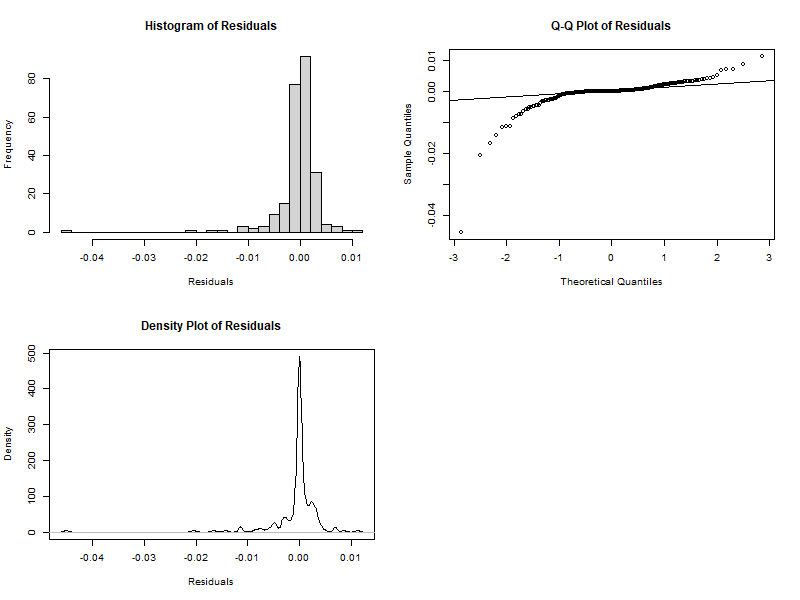 Histogram of Residuals
Frequency
80
60
40
20
0
-0.04 -0.03 -0.02 -0.01 0.00 0.01
Residuals
Q-Q Plot of Residuals
Sample Quantiles
0.01
0.00
-0.02
-0.04
-3 -2 -1 0 1 2 3
Theoretical Quantiles
Density Plot of Residuals
Density
500
400
300
200
100
0
-0.04 -0.03 -0.02 -0.01 0.00 0.01
Residuals